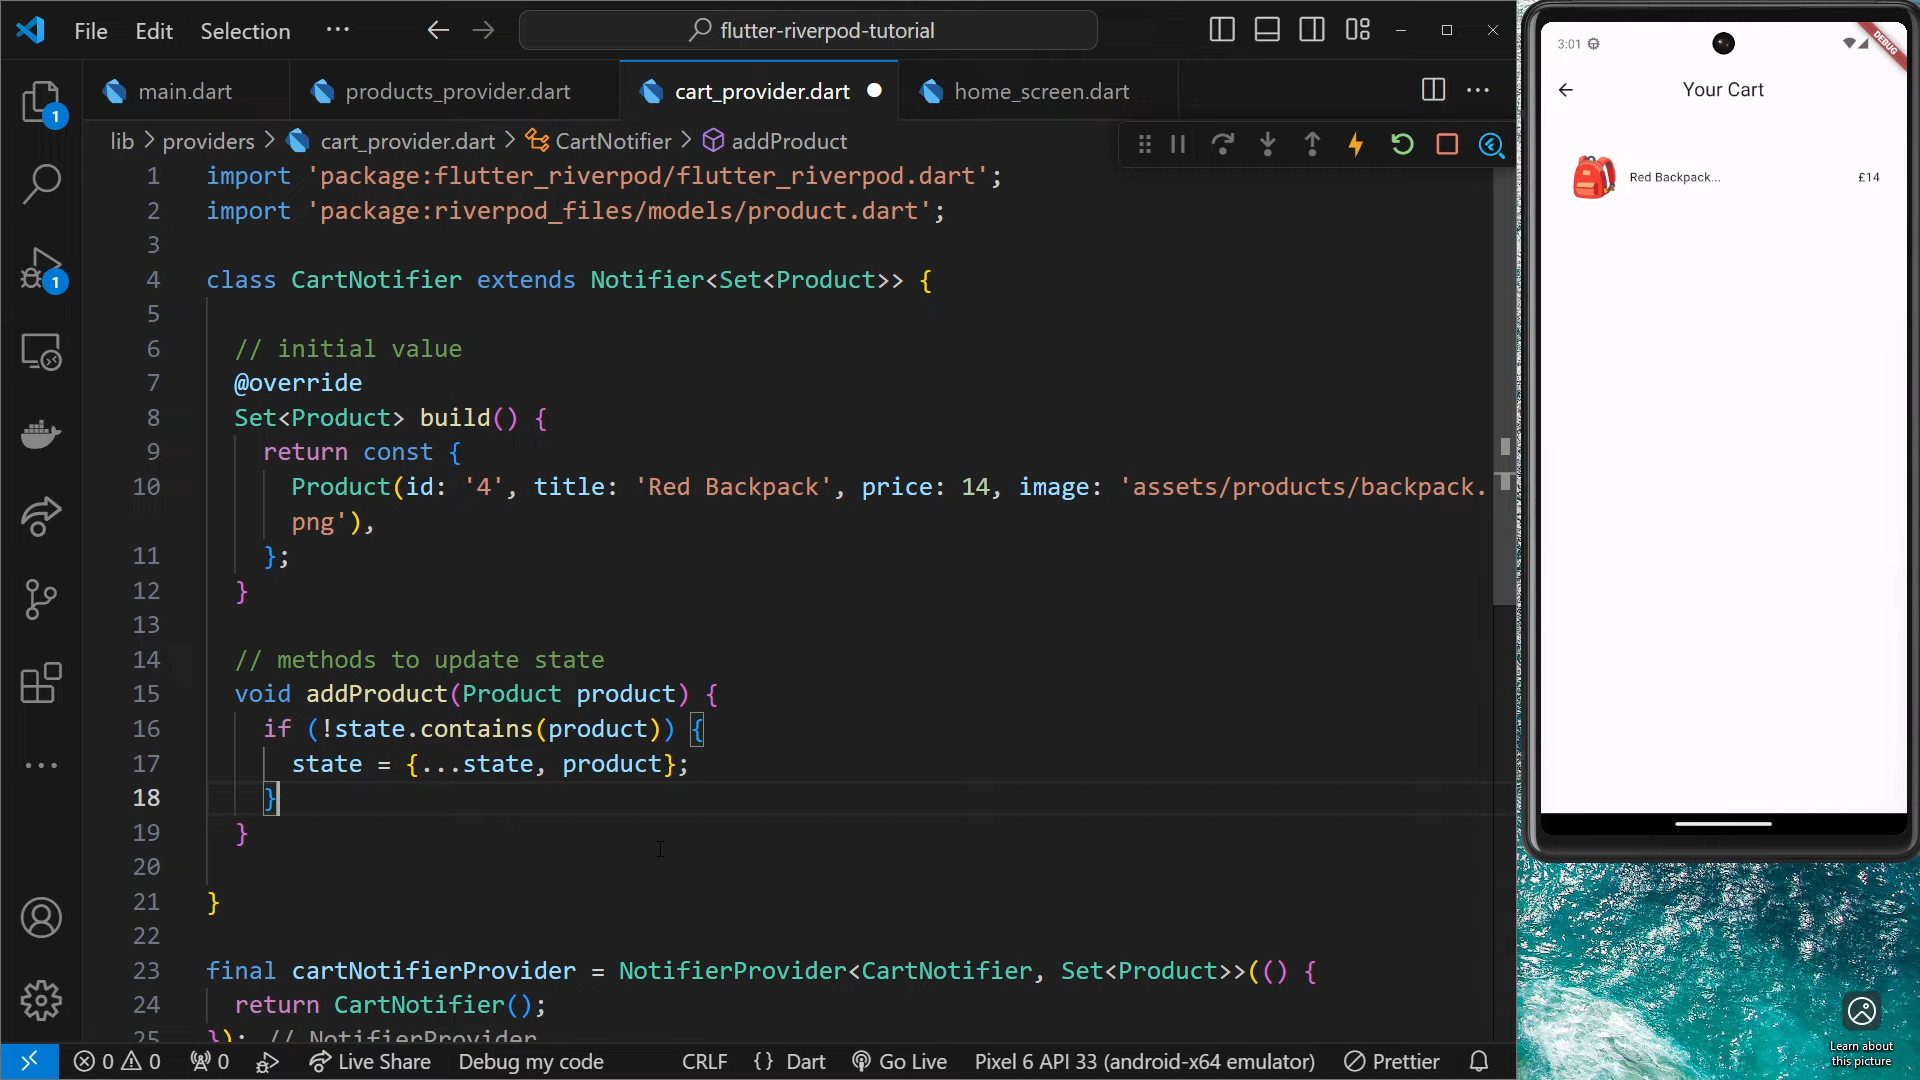 File Edit Selection ··· flutter-riverpod-tutorial
main.dart products_provider.dart cart_provider.dart home_screen.dart
lib > providers > cart_provider.dart > CartNotifier > addProduct
1 import 'package:flutter_riverpod/flutter_riverpod.dart';
2 import 'package:riverpod_files/models/product.dart';
3
4 class CartNotifier extends Notifier<Set<Product>> {
5
6 // initial value
7 @override
8 Set<Product> build() {
9 return const {
10 Product(id: '4', title: 'Red Backpack', price: 14, image: 'assets/products/backpack.
png'),
11 };
12 }
13
14 // methods to update state
15 void addProduct(Product product) {
16 if (!state.contains(product)) {
17 state = {...state, product};
18 }
19 }
20
21 }
22
23 final cartNotifierProvider = NotifierProvider<CartNotifier, Set<Product>>(() {
24 return CartNotifier();
25 }); // NotifierProvider
1
1
0 0 0 Live Share Debug my code CRLF {} Dart Go Live Pixel 6 API 33 (android-x64 emulator) Prettier
3:01
DEBUG
Your Cart
Red Backpack... £14
Learn about
this picture